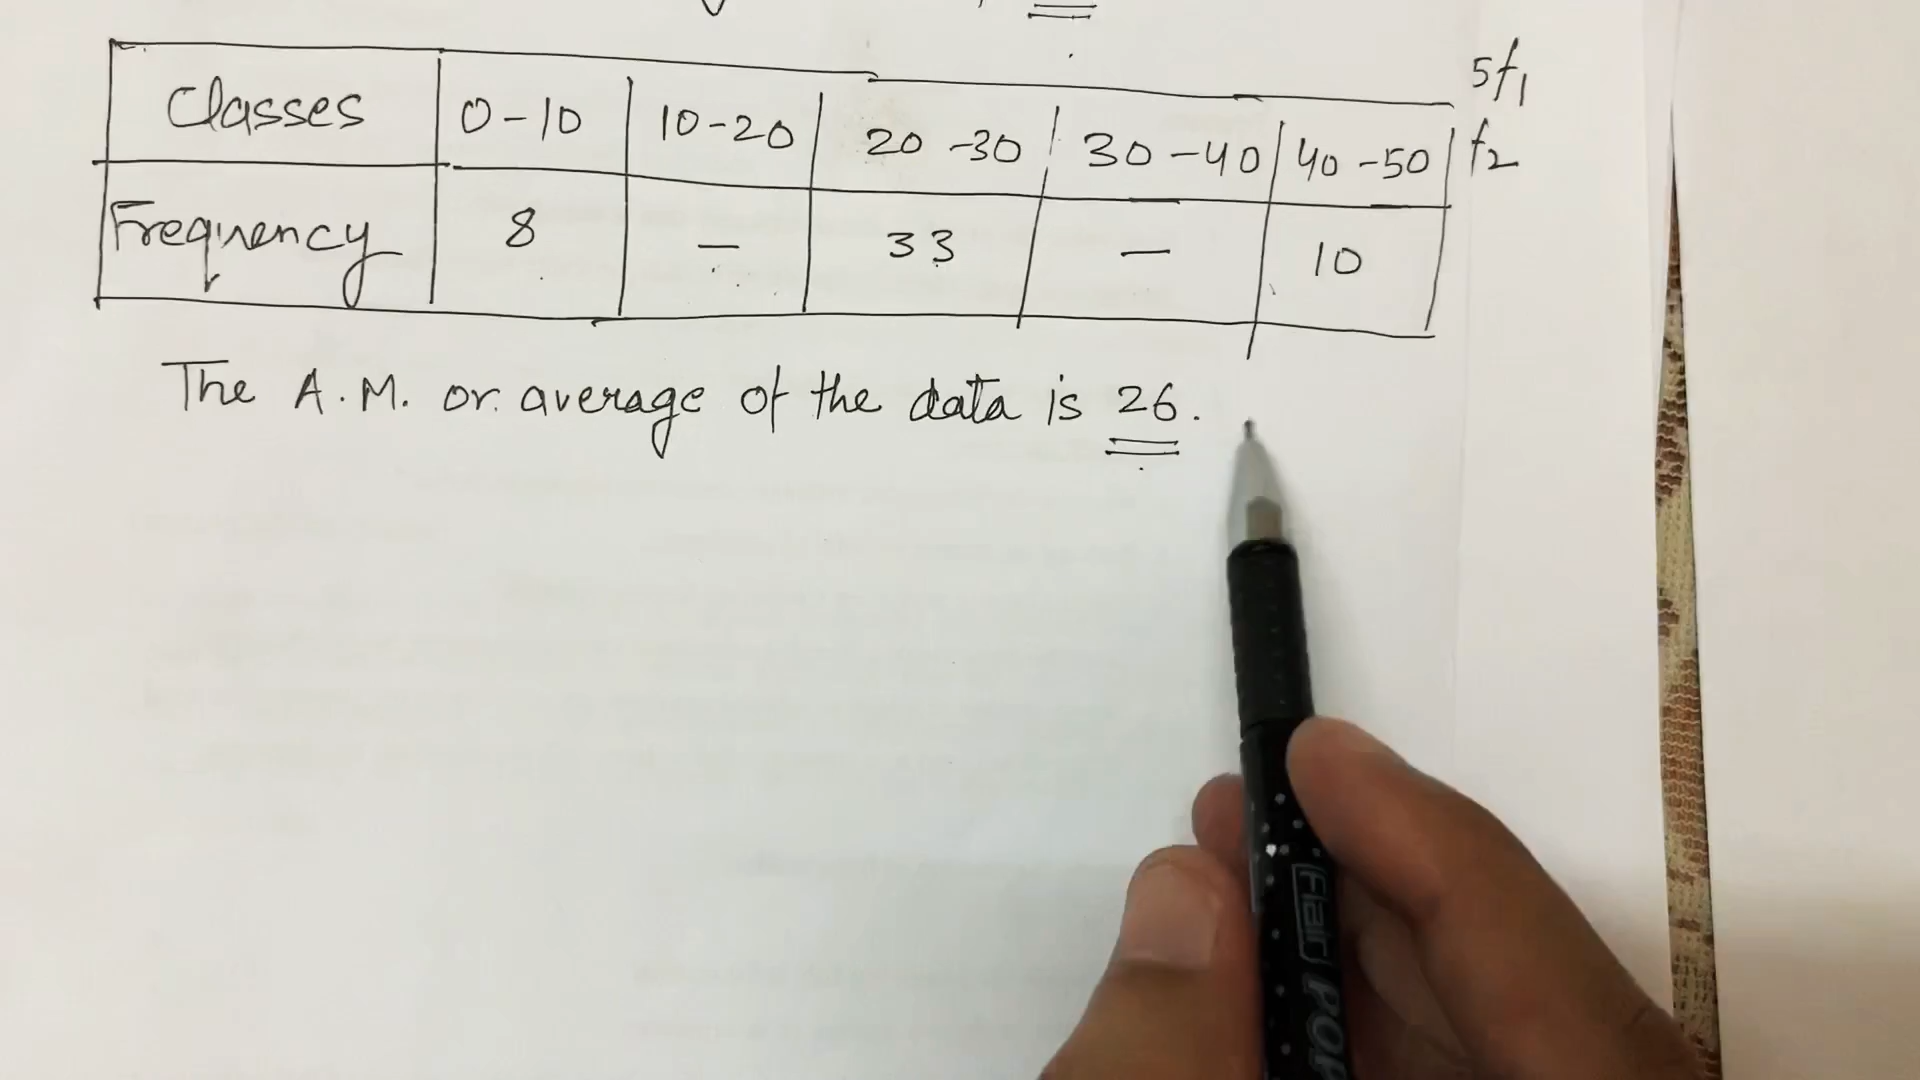 Classes 0-10 10-20 20-30 30-40 40-50
Frequency 8 — 33 — 10
5f1
f2
The A.M. or average of the data is 26.
Flair POP